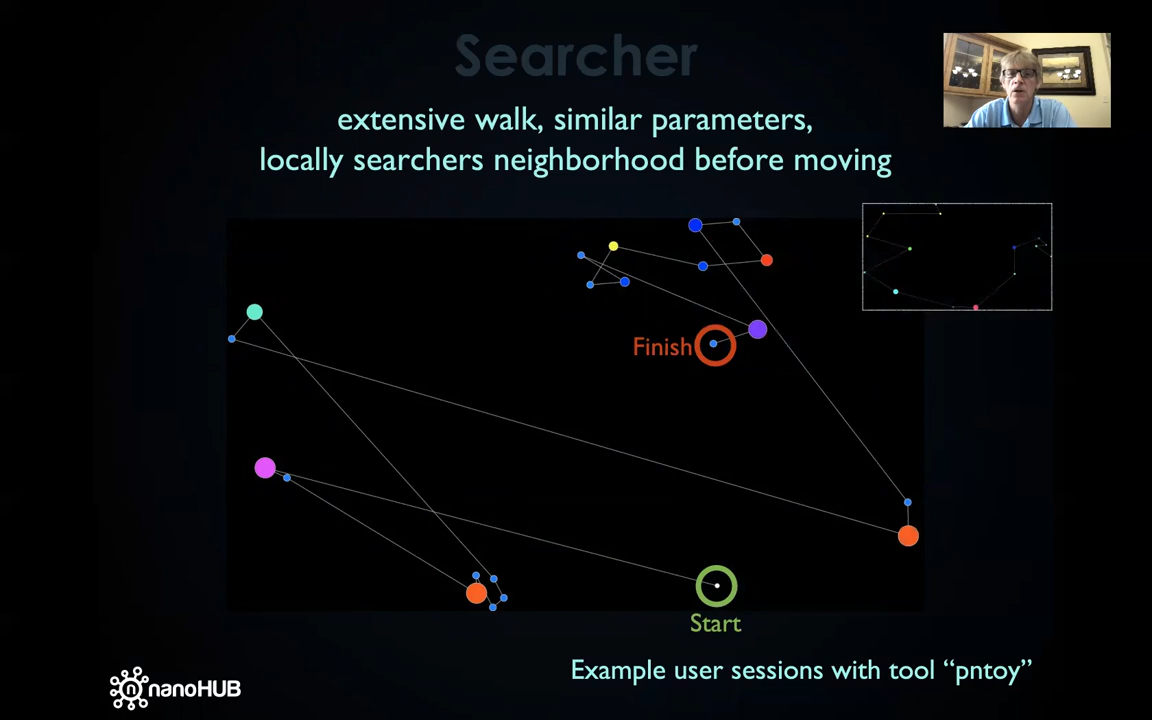 Searcher
extensive walk, similar parameters,
locally searchers neighborhood before moving
Finish
Start
Example user sessions with tool “pntoy”
n nanoHUB